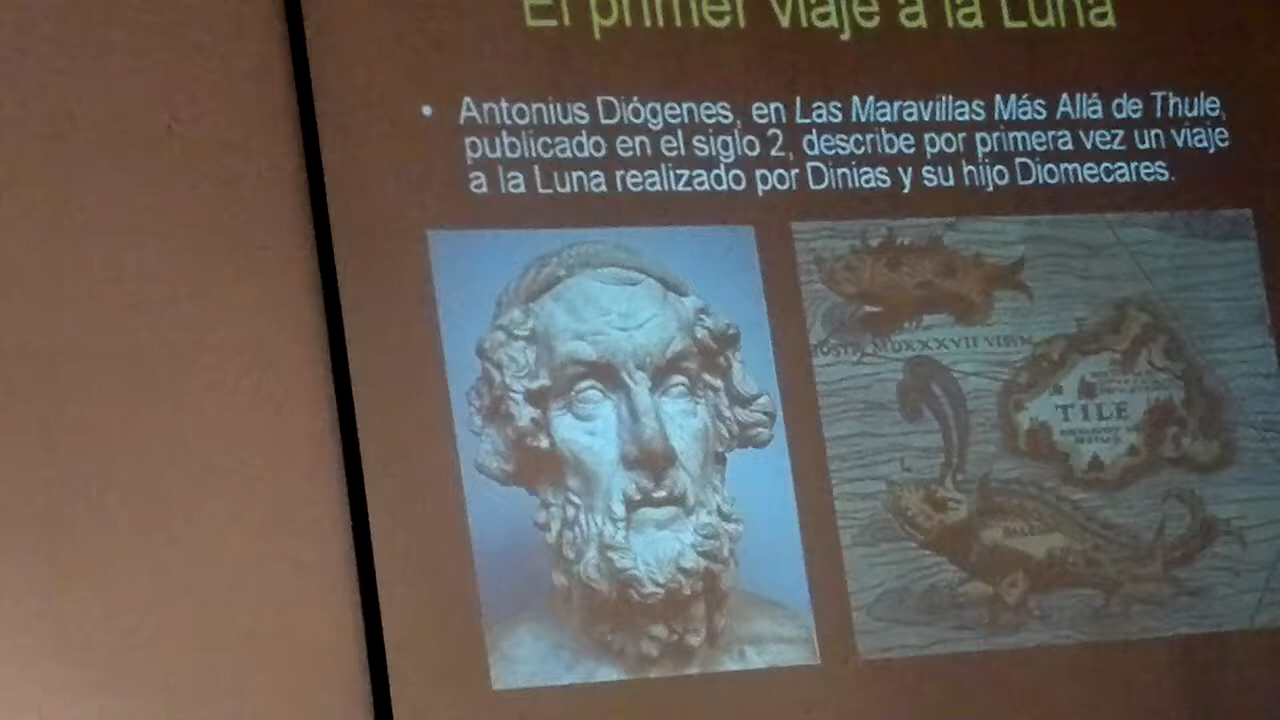 El primer viaje a la Luna
• Antonius Diógenes, en Las Maravillas Más Allá de Thule,
publicado en el siglo 2, describe por primera vez un viaje
a la Luna realizado por Dinias y su hijo Diomecares.
MDXXXVII
TILE